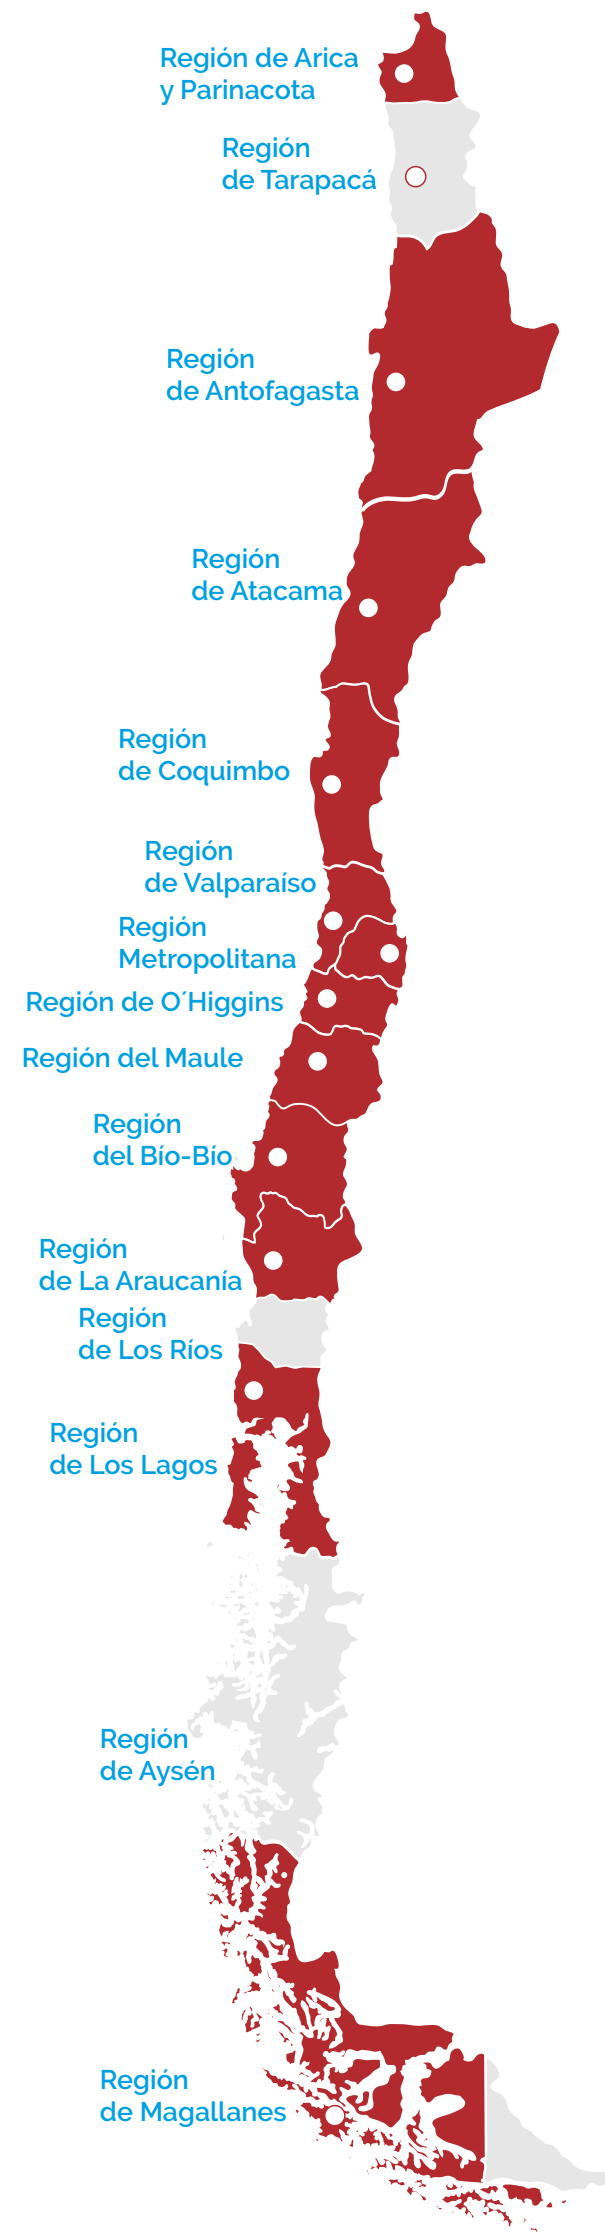 Región de Arica
y Parinacota
Región
de Tarapacá
Región
de Antofagasta
Región
de Atacama
Región
de Coquimbo
Región
de Valparaíso
Región
Metropolitana
Región de O´Higgins
Región del Maule
Región
del Bío-Bío
Región
de La Araucanía
Región
de Los Ríos
Región
de Los Lagos
Región
de Aysén
Región
de Magallanes